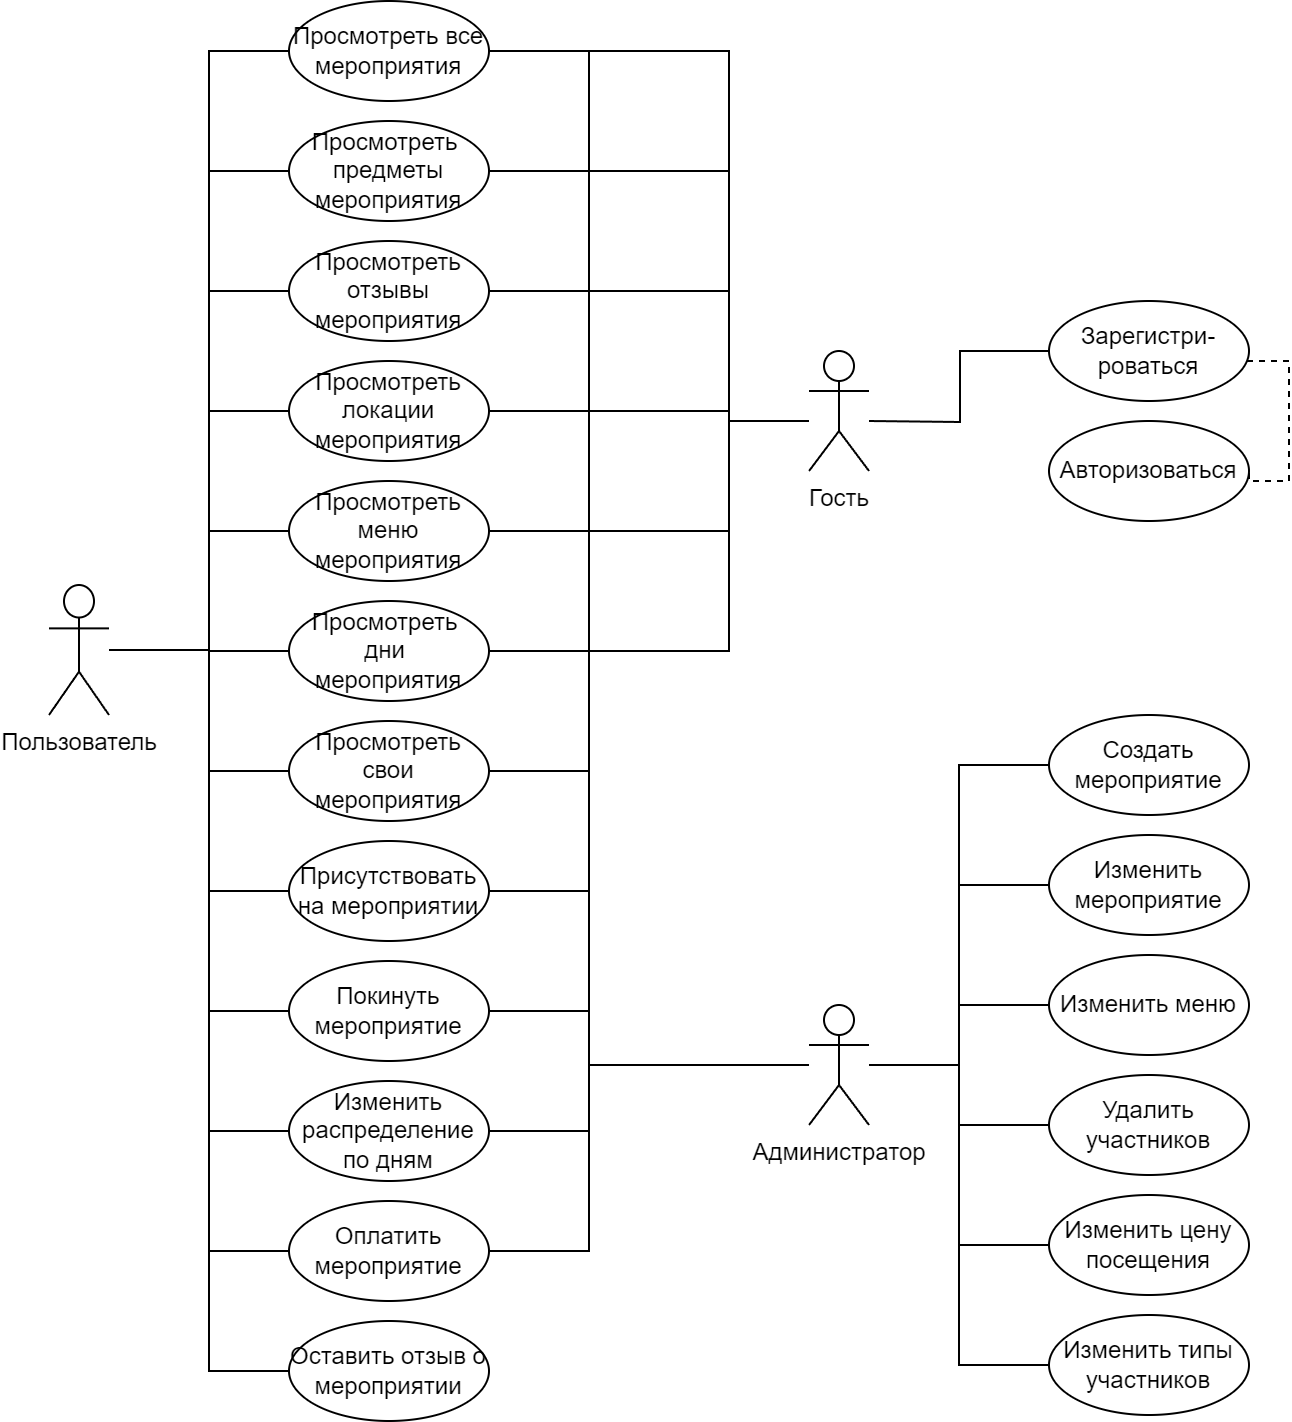 Просмотреть все
мероприятия
Просмотреть
предметы
мероприятия
Просмотреть
отзывы
мероприятия
Просмотреть
локации
мероприятия
Просмотреть
меню
мероприятия
Просмотреть
дни
мероприятия
Просмотреть
свои
мероприятия
Присутствовать
на мероприятии
Покинуть
мероприятие
Изменить
распределение
по дням
Оплатить
мероприятие
Оставить отзыв о
мероприятии
Пользователь
Гость
Администратор
Зарегистри-
роваться
Авторизоваться
Создать
мероприятие
Изменить
мероприятие
Изменить меню
Удалить
участников
Изменить цену
посещения
Изменить типы
участников